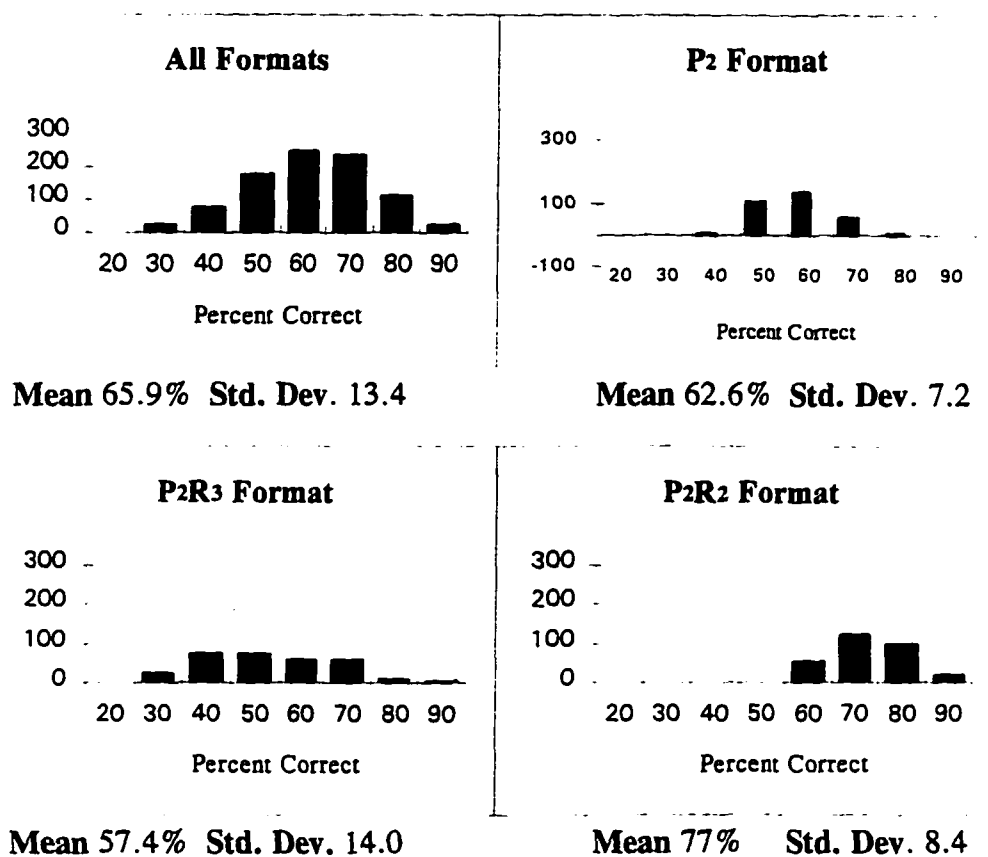 All Formats
300
200
100
0
20 30 40 50 60 70 80 90
Percent Correct
Mean 65.9% Std. Dev. 13.4
P2 Format
300
100
-100
20 30 40 50 60 70 80 90
Percent Correct
Mean 62.6% Std. Dev. 7.2
P2R3 Format
300
200
100
0
20 30 40 50 60 70 80 90
Percent Correct
Mean 57.4% Std. Dev. 14.0
P2R2 Format
300
200
100
0
20 30 40 50 60 70 80 90
Percent Correct
Mean 77% Std. Dev. 8.4